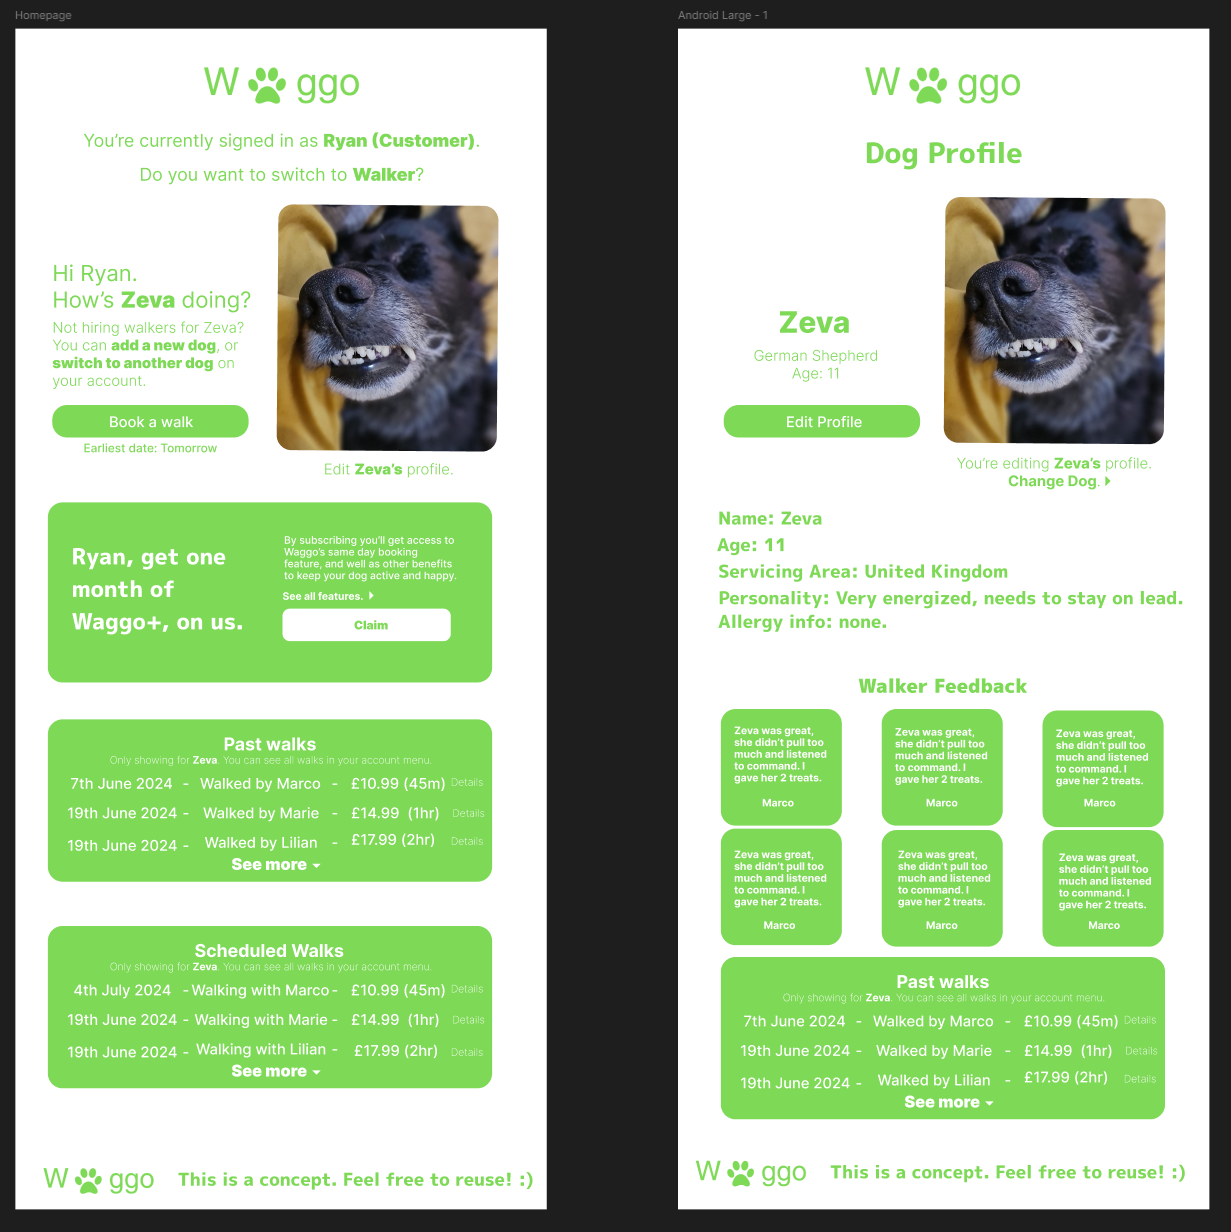 Homepage
W ggo
You're currently signed in as Ryan (Customer).
Do you want to switch to Walker?
Hi Ryan.
How's Zeva doing?
Not hiring walkers for Zeva?
You can add a new dog, or
switch to another dog on
your account.
Book a walk
Earliest date: Tomorrow
Edit Zeva's profile.
Ryan, get one
month of
Waggo+, on us.
By subscribing you'll get access to
Waggo's same day booking
feature, and well as other benefits
to keep your dog active and happy.
See all features.
Claim
Past walks
Only showing for Zeva. You can see all walks in your account menu.
7th June 2024 - Walked by Marco - £10.99 (45m) Details
19th June 2024 - Walked by Marie - £14.99 (1hr) Details
19th June 2024 - Walked by Lilian - £17.99 (2hr) Details
See more
Scheduled Walks
Only showing for Zeva. You can see all walks in your account menu.
4th July 2024 - Walking with Marco - £10.99 (45m) Details
19th June 2024 - Walking with Marie - £14.99 (1hr) Details
19th June 2024 - Walking with Lilian - £17.99 (2hr) Details
See more
W ggo
This is a concept. Feel free to reuse! :)
Android Large - 1
W ggo
Dog Profile
Zeva
German Shepherd
Age: 11
Edit Profile
You're editing Zeva's profile.
Change Dog.
Name: Zeva
Age: 11
Servicing Area: United Kingdom
Personality: Very energized, needs to stay on lead.
Allergy info: none.
Walker Feedback
Zeva was great,
she didn't pull too
much and listened
to command. I
gave her 2 treats.
Marco
Zeva was great,
she didn't pull too
much and listened
to command. I
gave her 2 treats.
Marco
Zeva was great,
she didn't pull too
much and listened
to command. I
gave her 2 treats.
Marco
Zeva was great,
she didn't pull too
much and listened
to command. I
gave her 2 treats.
Marco
Zeva was great,
she didn't pull too
much and listened
to command. I
gave her 2 treats.
Marco
Zeva was great,
she didn't pull too
much and listened
to command. I
gave her 2 treats.
Marco
Past walks
Only showing for Zeva. You can see all walks in your account menu.
7th June 2024 - Walked by Marco - £10.99 (45m) Details
19th June 2024 - Walked by Marie - £14.99 (1hr) Details
19th June 2024 - Walked by Lilian - £17.99 (2hr) Details
See more
W ggo
This is a concept. Feel free to reuse! :)